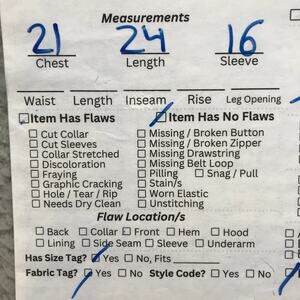 Measurements
21 24 16
Chest Length Sleeve
Waist Length Inseam Rise Leg Opening
Item Has Flaws Item Has No Flaws
Cut Collar Missing / Broken Button
Cut Sleeves Missing / Broken Zipper
Collar Stretched Missing Drawstring
Discoloration Missing Belt Loop
Fraying Pilling Snag / Pull
Graphic Cracking Stain/s
Hole / Tear / Rip Worn Elastic
Needs Dry Clean Unstitching
Flaw Location/s
Back Collar Front Hem Hood
Lining Side Seam Sleeve Underarm
Has Size Tag? Yes No, Fits
Fabric Tag? Yes No Style Code? Yes No